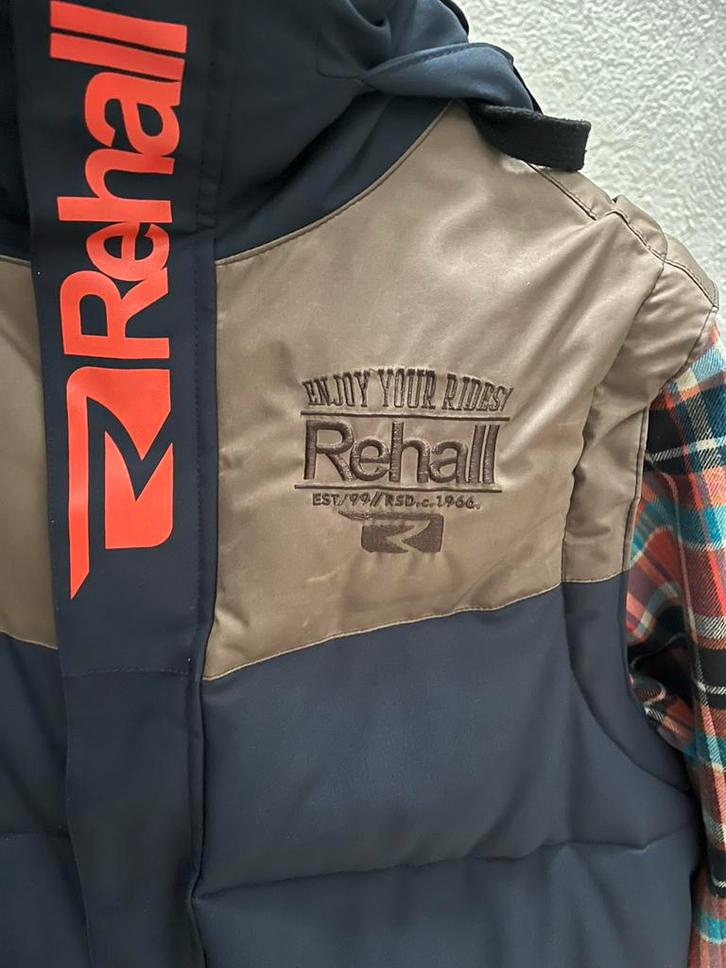 Rehall
ENJOY YOUR RIDES!
Rehall
EST./99//RSD.c.1966.